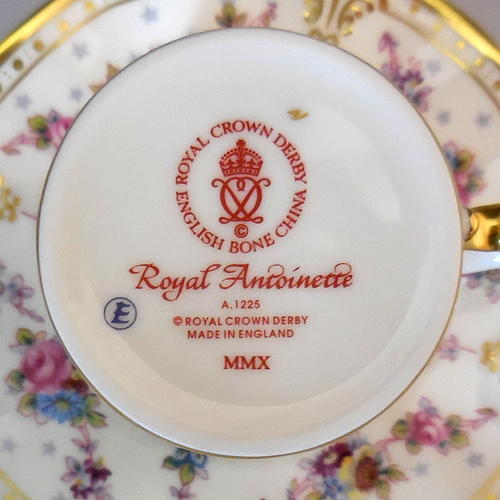 ROYAL CROWN DERBY
ENGLISH BONE CHINA
©
Royal Antoinette
A.1225
E
© ROYAL CROWN DERBY
MADE IN ENGLAND
MMX